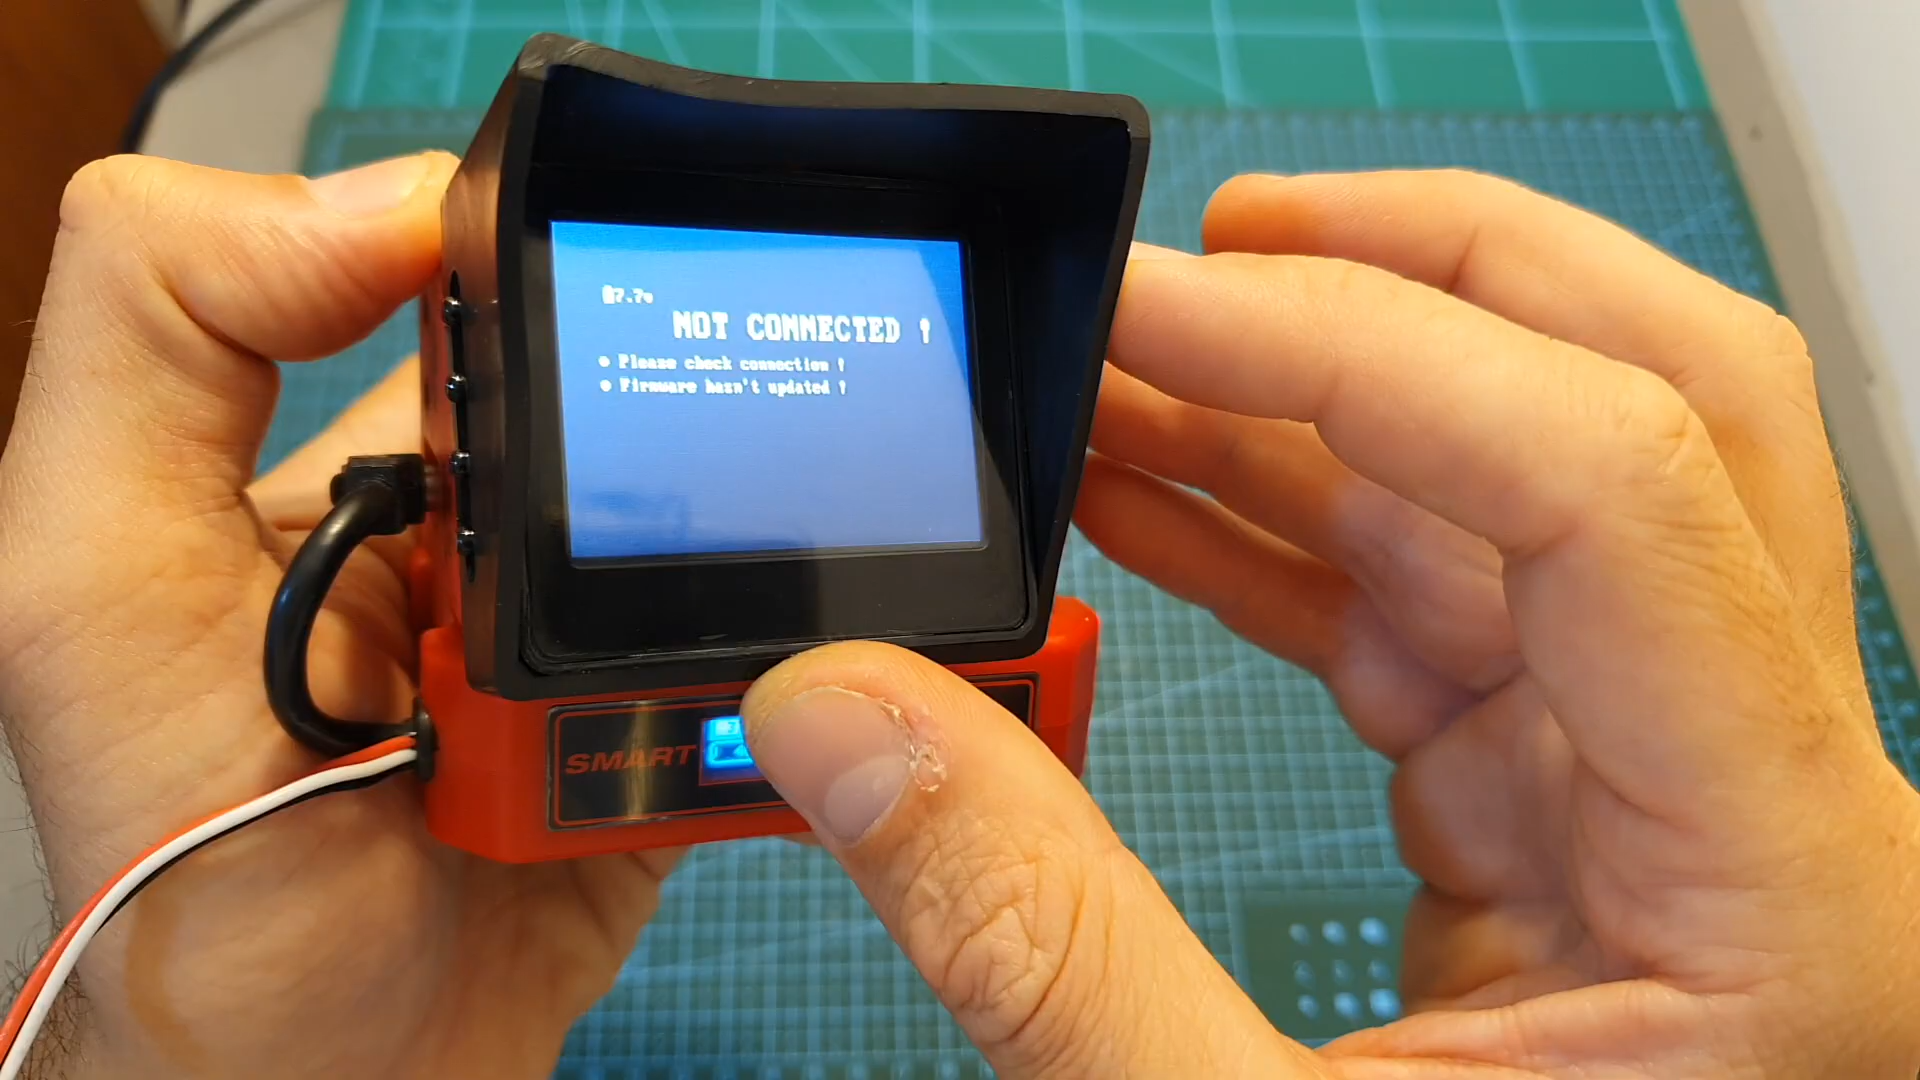 7.7v
NOT CONNECTED !
Please check connection !
Firmware hasn't updated !
SMART